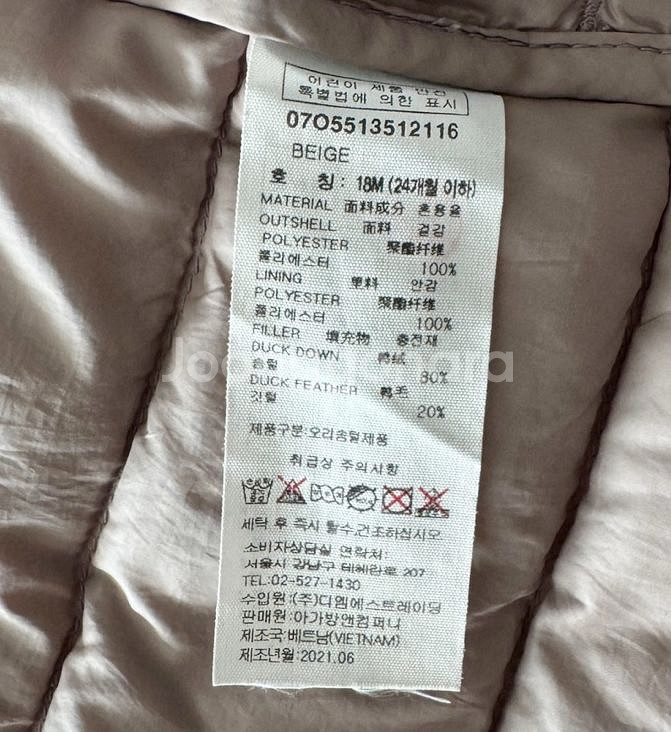 어린이 제품 안전
특별법에 의한 표시
07O5513512116
BEIGE
호 칭 : 18M (24개월 이하)
MATERIAL 面料成分 혼용율
OUTSHELL 面料 겉감
POLYESTER 聚酯纤维
폴리에스터 100%
LINING 里料 안감
POLYESTER 聚酯纤维
폴리에스터 100%
FILLER 填充物 충전재
DUCK DOWN 鸭绒
솜털 80%
DUCK FEATHER 鸭毛
깃털 20%
제품구분:오리솜털제품
취급상 주의사항
세탁 후 즉시 탈수,건조하십시오
소비자상담실 연락처:
서울시 강남구 테헤란로 207
TEL:02-527-1430
수입원:(주)디엠에스트레이딩
판매원:아가방앤컴퍼니
제조국:베트남(VIETNAM)
제조년월:2021.06